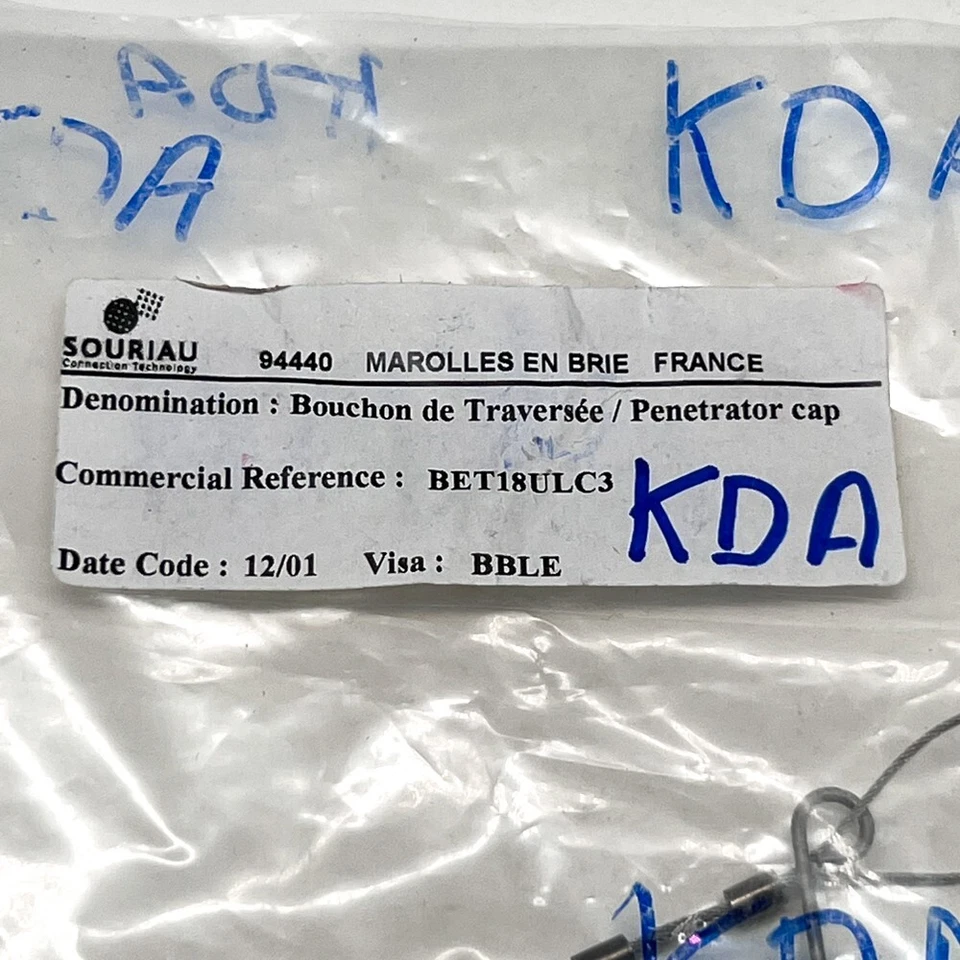 KDA
KDA
SOURIAU
Connection Technology
94440 MAROLLES EN BRIE FRANCE
Denomination : Bouchon de Traversée / Penetrator cap
Commercial Reference : BET18ULC3
KDA
Date Code : 12/01 Visa : BBLE
KDA